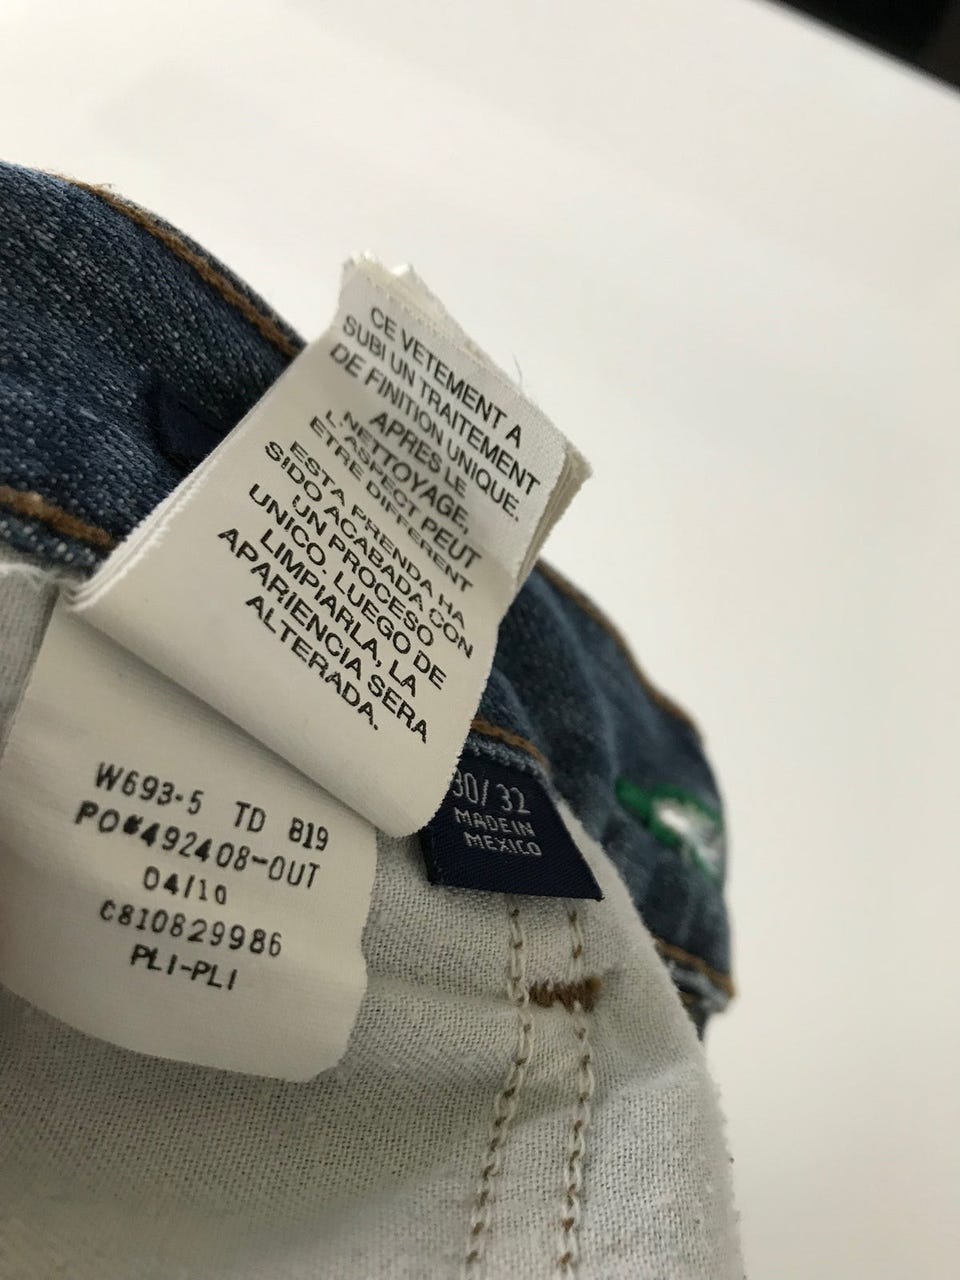 CE VETEMENT A
SUBI UN TRAITEMENT
DE FINITION UNIQUE.
APRES LE
NETTOYAGE,
L'ASPECT PEUT
ETRE DIFFERENT
ESTA PRENDA HA
SIDO ACABADA CON
UN PROCESO
UNICO. LUEGO DE
LIMPIARLA, LA
APARIENCIA SERA
ALTERADA.
W693-5 TD 819
PO#492408-OUT
04/10
C810829986
PLI-PLI
30/32
MADE IN
MEXICO